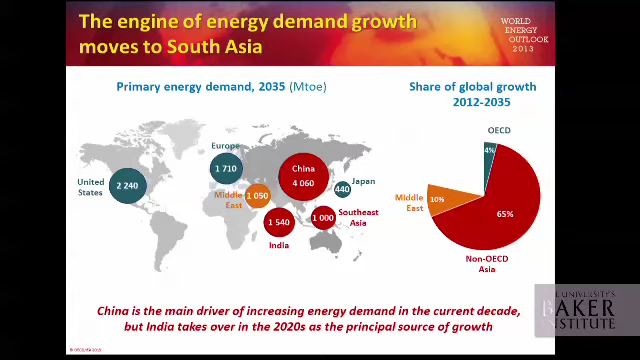 The engine of energy demand growth
moves to South Asia
WORLD
ENERGY
OUTLOOK
2013
Primary energy demand, 2035 (Mtoe)
Share of global growth
2012-2035
United
States
2 240
Europe
1 710
Middle
East
1 050
China
4 060
Japan
440
India
1 540
Southeast
Asia
1 000
OECD
4%
Middle
East
10%
65%
Non-OECD
Asia
China is the main driver of increasing energy demand in the current decade,
but India takes over in the 2020s as the principal source of growth
UNIVERSITY'S
BAKER
INSTITUTE